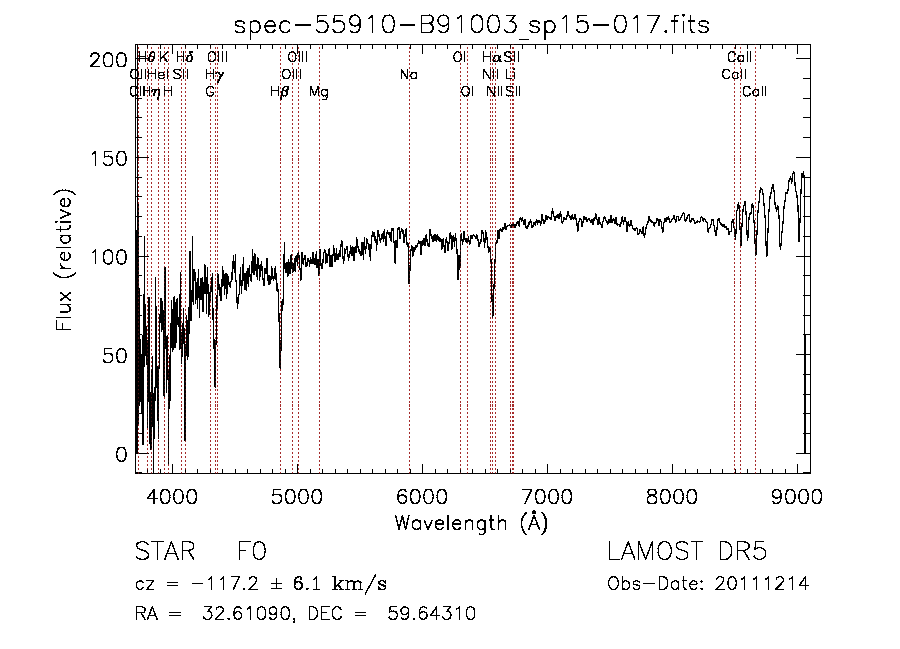 spec-55910-B91003_sp15-017.fits
Hθ K Hδ OIII OIII OI Hα SII CaII
OII HeI SII Hγ OIII Na NII Li CaII
OII Hη H G Hβ Mg OI NII SII CaII
200
150
100
50
0
Flux (relative)
4000 5000 6000 7000 8000 9000
Wavelength (Å)
STAR F0 LAMOST DR5
cz = -117.2 ± 6.1 km/s Obs-Date: 20111214
RA = 32.61090, DEC = 59.64310